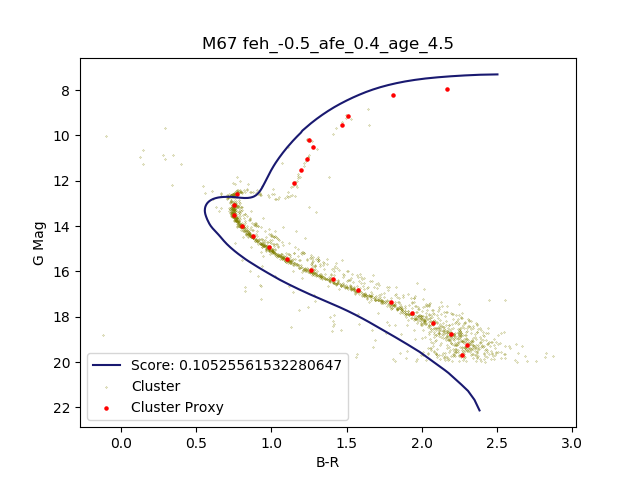 M67 feh_-0.5_afe_0.4_age_4.5
8
10
12
14
16
18
20
22
G Mag
Score: 0.10525561532280647
Cluster
Cluster Proxy
0.0 0.5 1.0 1.5 2.0 2.5 3.0
B-R